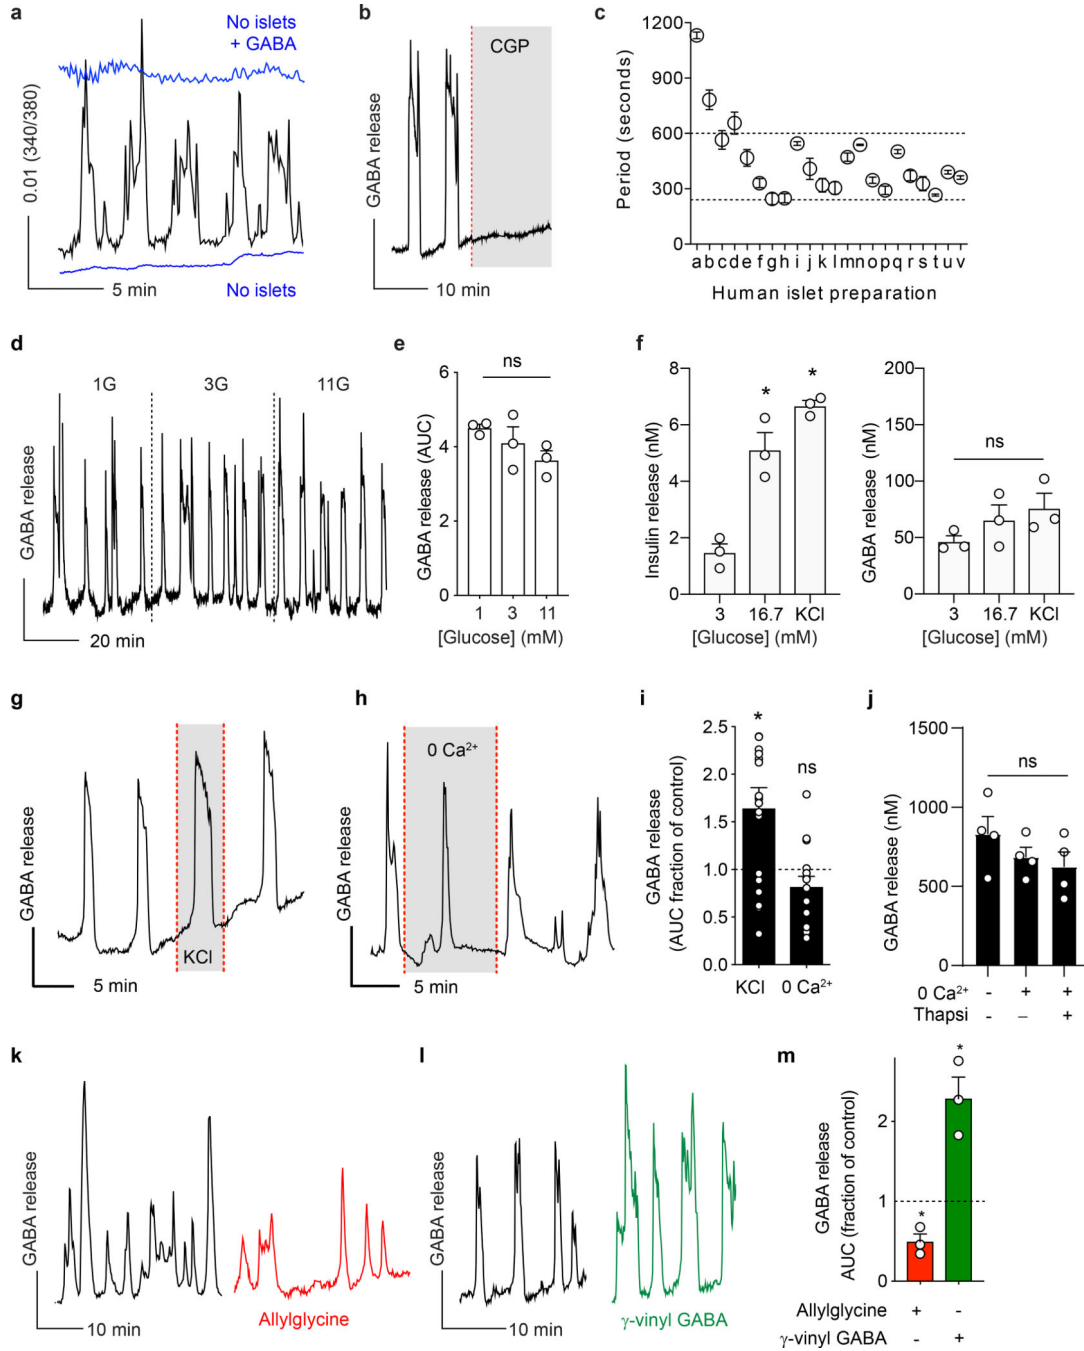 a
No islets
+ GABA
0.01 (340/380)
5 min
No islets
b
CGP
GABA release
10 min
c
1200
900
600
300
0
Period (seconds)
a b c d e f g h i j k l m n o p q r s t u v
Human islet preparation
d
1G 3G 11G
GABA release
20 min
e
ns
6
4
2
0
GABA release (AUC)
1 3 11
[Glucose] (mM)
f
8
6
4
2
0
Insulin release (nM)
* *
3 16.7 KCl
[Glucose] (mM)
100
75
50
25
0
GABA release (nM)
ns
3 16.7 KCl
[Glucose] (mM)
g
GABA release
KCl
5 min
h
0 Ca²⁺
GABA release
5 min
i
2.5
2.0
1.5
1.0
0.5
0.0
GABA release
(AUC fraction of control)
*
ns
KCl 0 Ca²⁺
j
1500
1000
500
0
GABA release (nM)
ns
0 Ca²⁺ - + +
Thapsi - – +
k
GABA release
10 min
Allylglycine
l
GABA release
10 min
γ-vinyl GABA
m
2
1
0
GABA release
AUC (fraction of control)
*
*
Allylglycine + -
γ-vinyl GABA - +